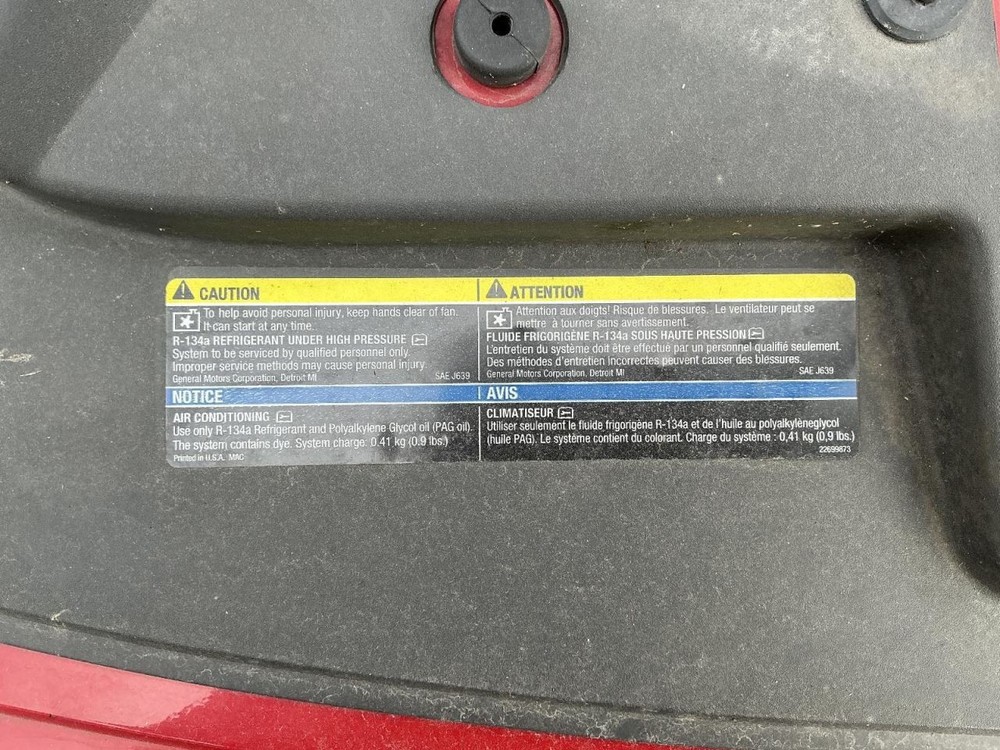 CAUTION
To help avoid personal injury, keep hands clear of fan.
It can start at any time.
R-134a REFRIGERANT UNDER HIGH PRESSURE
System to be serviced by qualified personnel only.
Improper service methods may cause personal injury.
General Motors Corporation, Detroit MI SAE J639
NOTICE
AIR CONDITIONING
Use only R-134a Refrigerant and Polyalkylene Glycol oil (PAG oil).
The system contains dye. System charge: 0.41 kg (0.9 lbs.)
Printed in U.S.A. MAC
ATTENTION
Attention aux doigts! Risque de blessures. Le ventilateur peut se
mettre à tourner sans avertissement.
FLUIDE FRIGORIGÈNE R-134a SOUS HAUTE PRESSION
L'entretien du système doit être effectué par un personnel qualifié seulement.
Des méthodes d'entretien incorrectes peuvent causer des blessures.
General Motors Corporation, Detroit MI SAE J639
AVIS
CLIMATISEUR
Utiliser seulement le fluide frigorigène R-134a et de l'huile au polyalkylèneglycol
(huile PAG). Le système contient du colorant. Charge du système : 0,41 kg (0,9 lbs.)
22699873